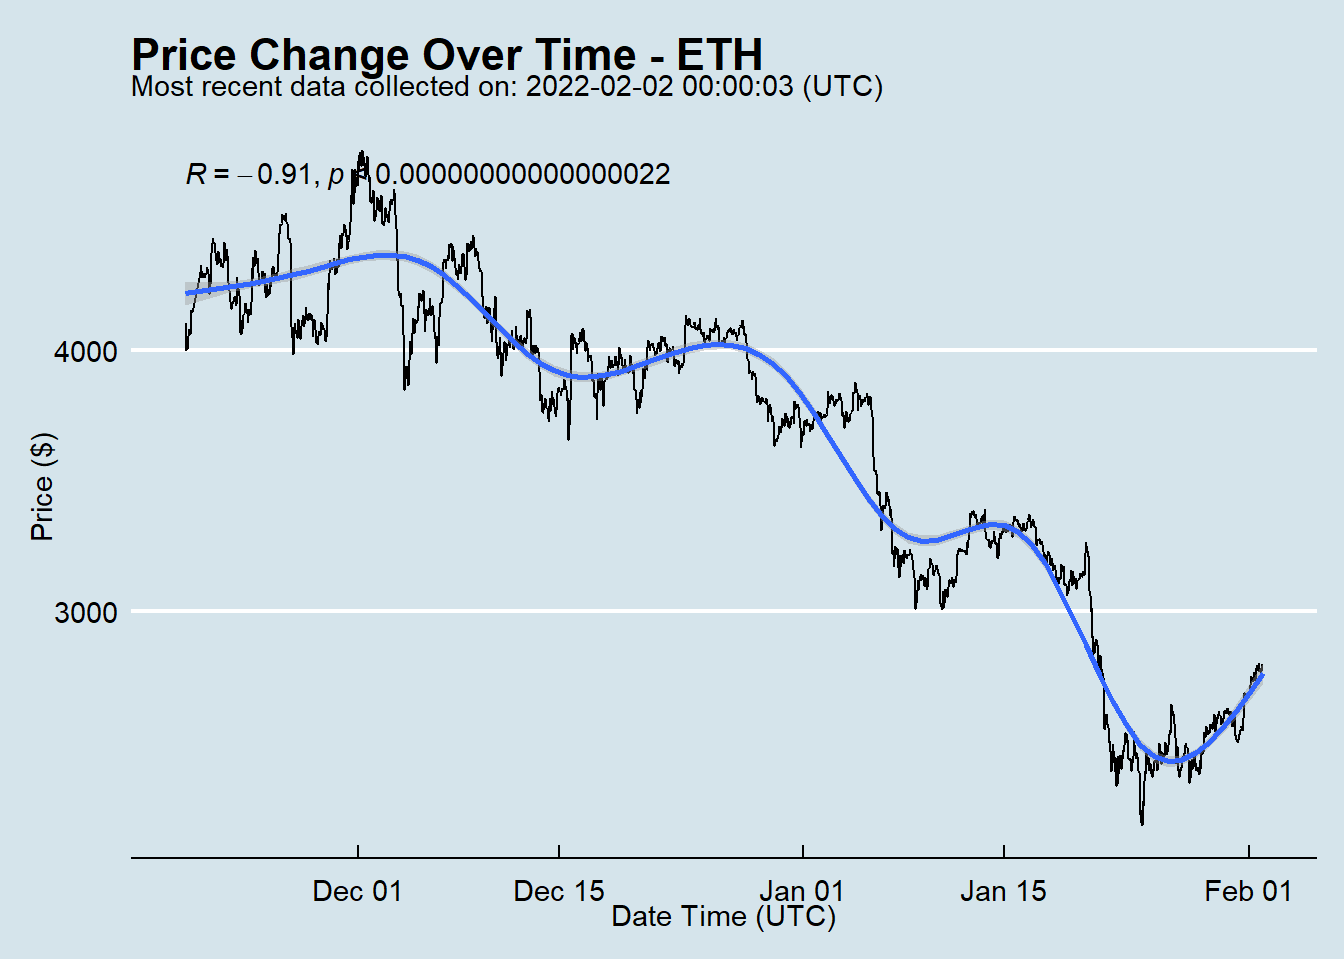 Price Change Over Time - ETH
Most recent data collected on: 2022-02-02 00:00:03 (UTC)
R = −0.91, p < 0.00000000000000022
4000
3000
Price ($)
Dec 01
Dec 15
Jan 01
Jan 15
Feb 01
Date Time (UTC)